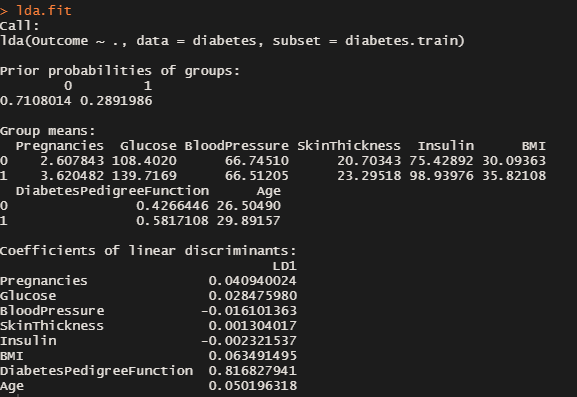 > lda.fit
Call:
lda(Outcome ~ ., data = diabetes, subset = diabetes.train)
Prior probabilities of groups:
0 1
0.7108014 0.2891986
Group means:
Pregnancies Glucose BloodPressure SkinThickness Insulin BMI
0 2.607843 108.4020 66.74510 20.70343 75.42892 30.09363
1 3.620482 139.7169 66.51205 23.29518 98.93976 35.82108
DiabetesPedigreeFunction Age
0 0.4266446 26.50490
1 0.5817108 29.89157
Coefficients of linear discriminants:
LD1
Pregnancies 0.040940024
Glucose 0.028475980
BloodPressure -0.016101363
SkinThickness 0.001304017
Insulin -0.002321537
BMI 0.063491495
DiabetesPedigreeFunction 0.816827941
Age 0.050196318